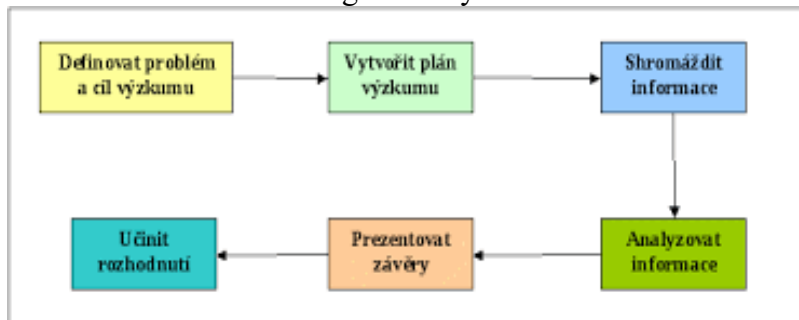 Definovat problém
a cíl výzkumu
Vytvořit plán
výzkumu
Shromáždit
informace
Analyzovat
informace
Prezentovat
závěry
Učinit
rozhodnutí